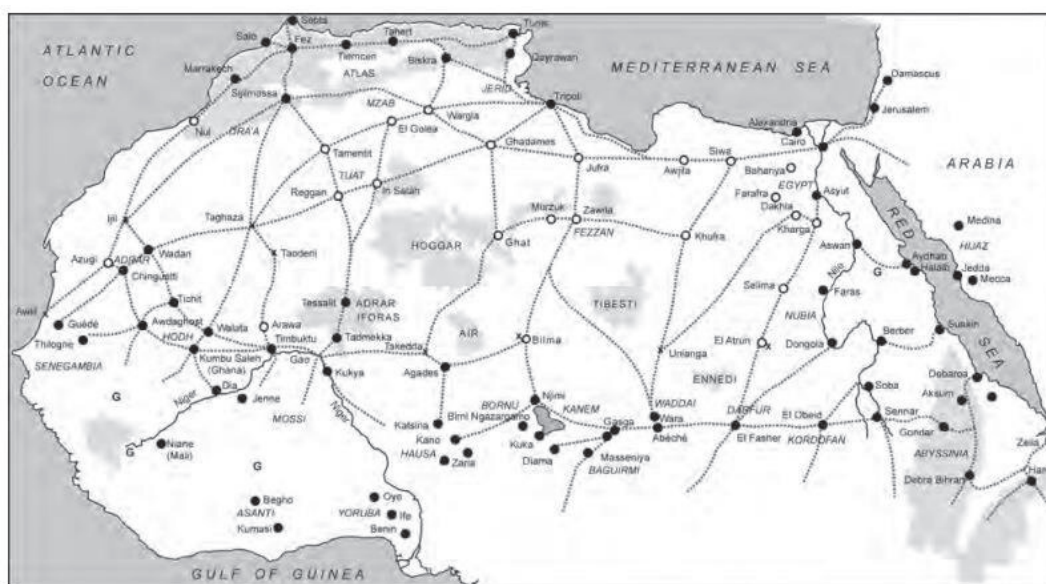 Sebta
Salo
Fez
Tlemcen
Tahert
Tunis
Qayrawan
ATLANTIC
OCEAN
Marrakech
ATLAS
Biskra
MEDITERRANEAN SEA
Damascus
Jerusalem
Sijilmassa
MZAB
JERID
Tripoli
Wargla
Nul
DRA'A
El Golea
Alexandria
Cairo
Tamentit
Ghadames
Siwa
ARABIA
TUAT
Reggan
In Salah
Jufra
Awjila
Bahariya
EGYPT
Farafra
Asyut
Dakhla
Ijil
Taghaza
Murzuk
Zawila
FEZZAN
Khufra
Kharga
Medina
HIJAZ
HOGGAR
Ghat
Azugi
ADRAR
Wadan
Chinguetti
Taodeni
Aswan
RED
Aydhab
Halaib
Jedda
Mecca
G
Nile
Selima
Faras
Tichit
Tessalit
ADRAR
IFORAS
TIBESTI
NUBIA
Awlil
Guède
Thilogne
Awdaghost
HODH
Walata
Arawa
Timbuktu
Tadmekka
AIR
Takedda
Bilma
Unianga
El Atrun
Dongola
Berber
Suakin
SEA
SENEGAMBIA
Kumbu Saleh
(Ghana)
Gao
Kukya
Agades
ENNEDI
Debaroa
Aksum
G
Niger
Dia
Jenne
MOSSI
Niger
Njimi
BORNU
KANEM
WADDAI
DARFUR
Soba
Katsina
Birni Ngazargamo
Gasga
Wara
El Obeid
Sennar
Niane
(Mali)
G
Kano
HAUSA
Zaria
Kuka
Diama
Masseniya
BAGUIRMI
Abéché
El Fasher
KORDOFAN
Gondar
ABYSSINIA
Zeila
G
Begho
ASANTI
Kumasi
Oyo
YORUBA
Ife
Benin
Debra Bihran
GULF OF GUINEA